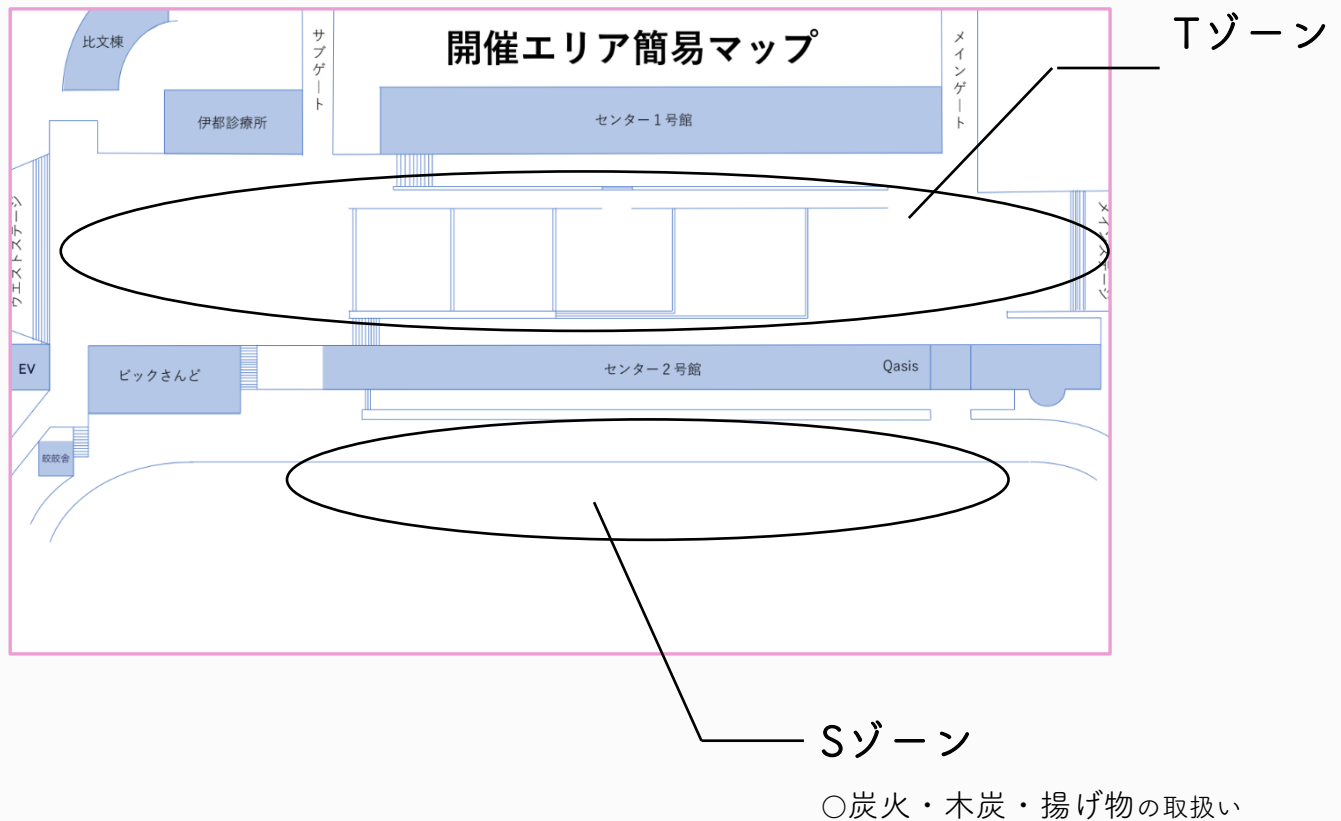 Tゾーン
開催エリア簡易マップ
比文棟
サブゲート
メインゲート
伊都診療所
センター1号館
ウエストステージ
メインステージ
EV
ビックさんど
センター2号館
Qasis
皎皎舎
Sゾーン
○炭火・木炭・揚げ物の取扱い